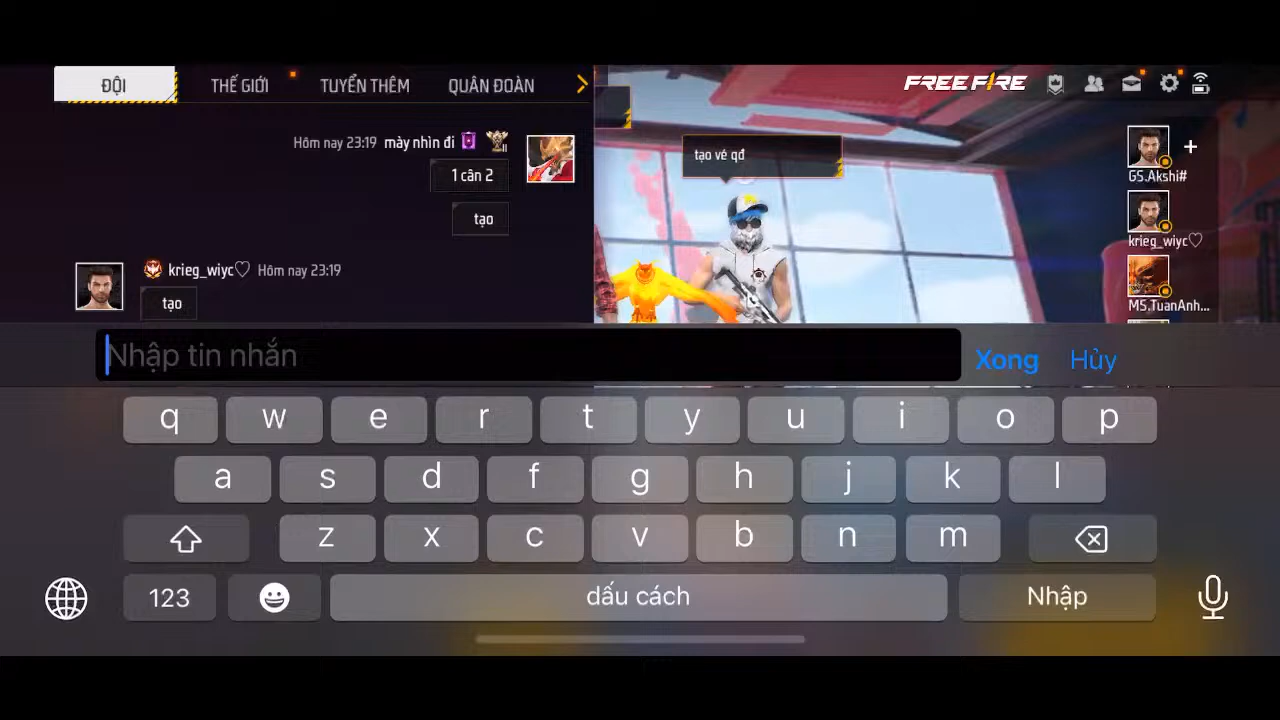 ĐỘI
THẾ GIỚI
TUYỂN THÊM
QUÂN ĐOÀN
FREE FIRE
Hôm nay 23:19 mày nhìn đi
1 cân 2
tạo
krieg_wiyc♡ Hôm nay 23:19
tạo
tạo vé qđ
GS.Akshi#
krieg_wiyc♡
MS.TuanAnh...
Nhập tin nhắn
Xong
Hủy
q w e r t y u i o p
a s d f g h j k l
z x c v b n m
123
dấu cách
Nhập